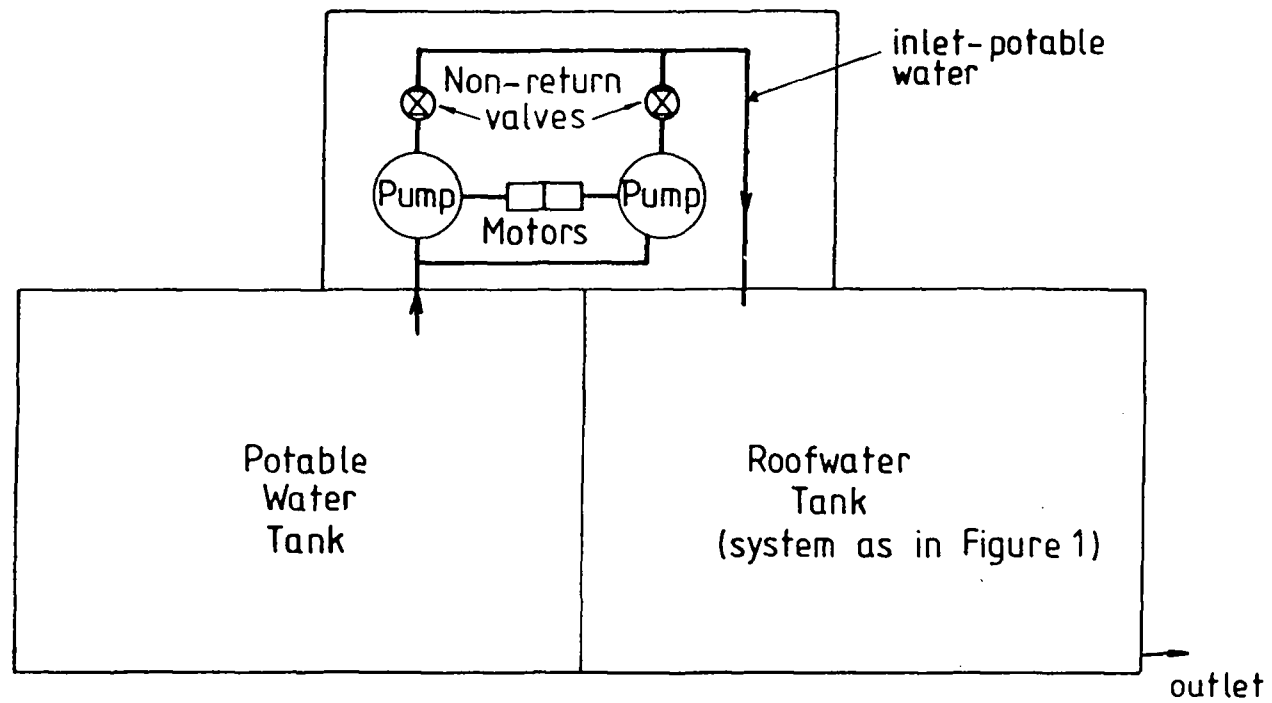 inlet-potable
water
Non-return
valves
Pump
Pump
Motors
Potable
Water
Tank
Roofwater
Tank
(system as in Figure 1)
outlet